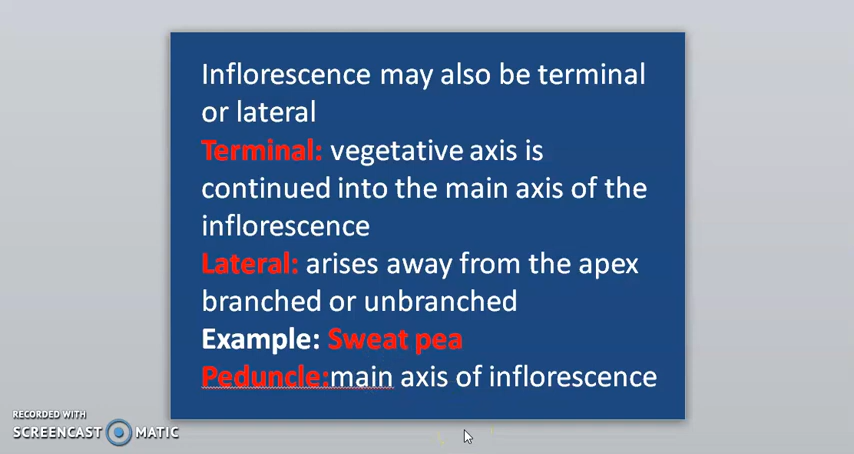 Inflorescence may also be terminal
or lateral
Terminal: vegetative axis is
continued into the main axis of the
inflorescence
Lateral: arises away from the apex
branched or unbranched
Example: Sweat pea
Peduncle:main axis of inflorescence
RECORDED WITH
SCREENCAST MATIC